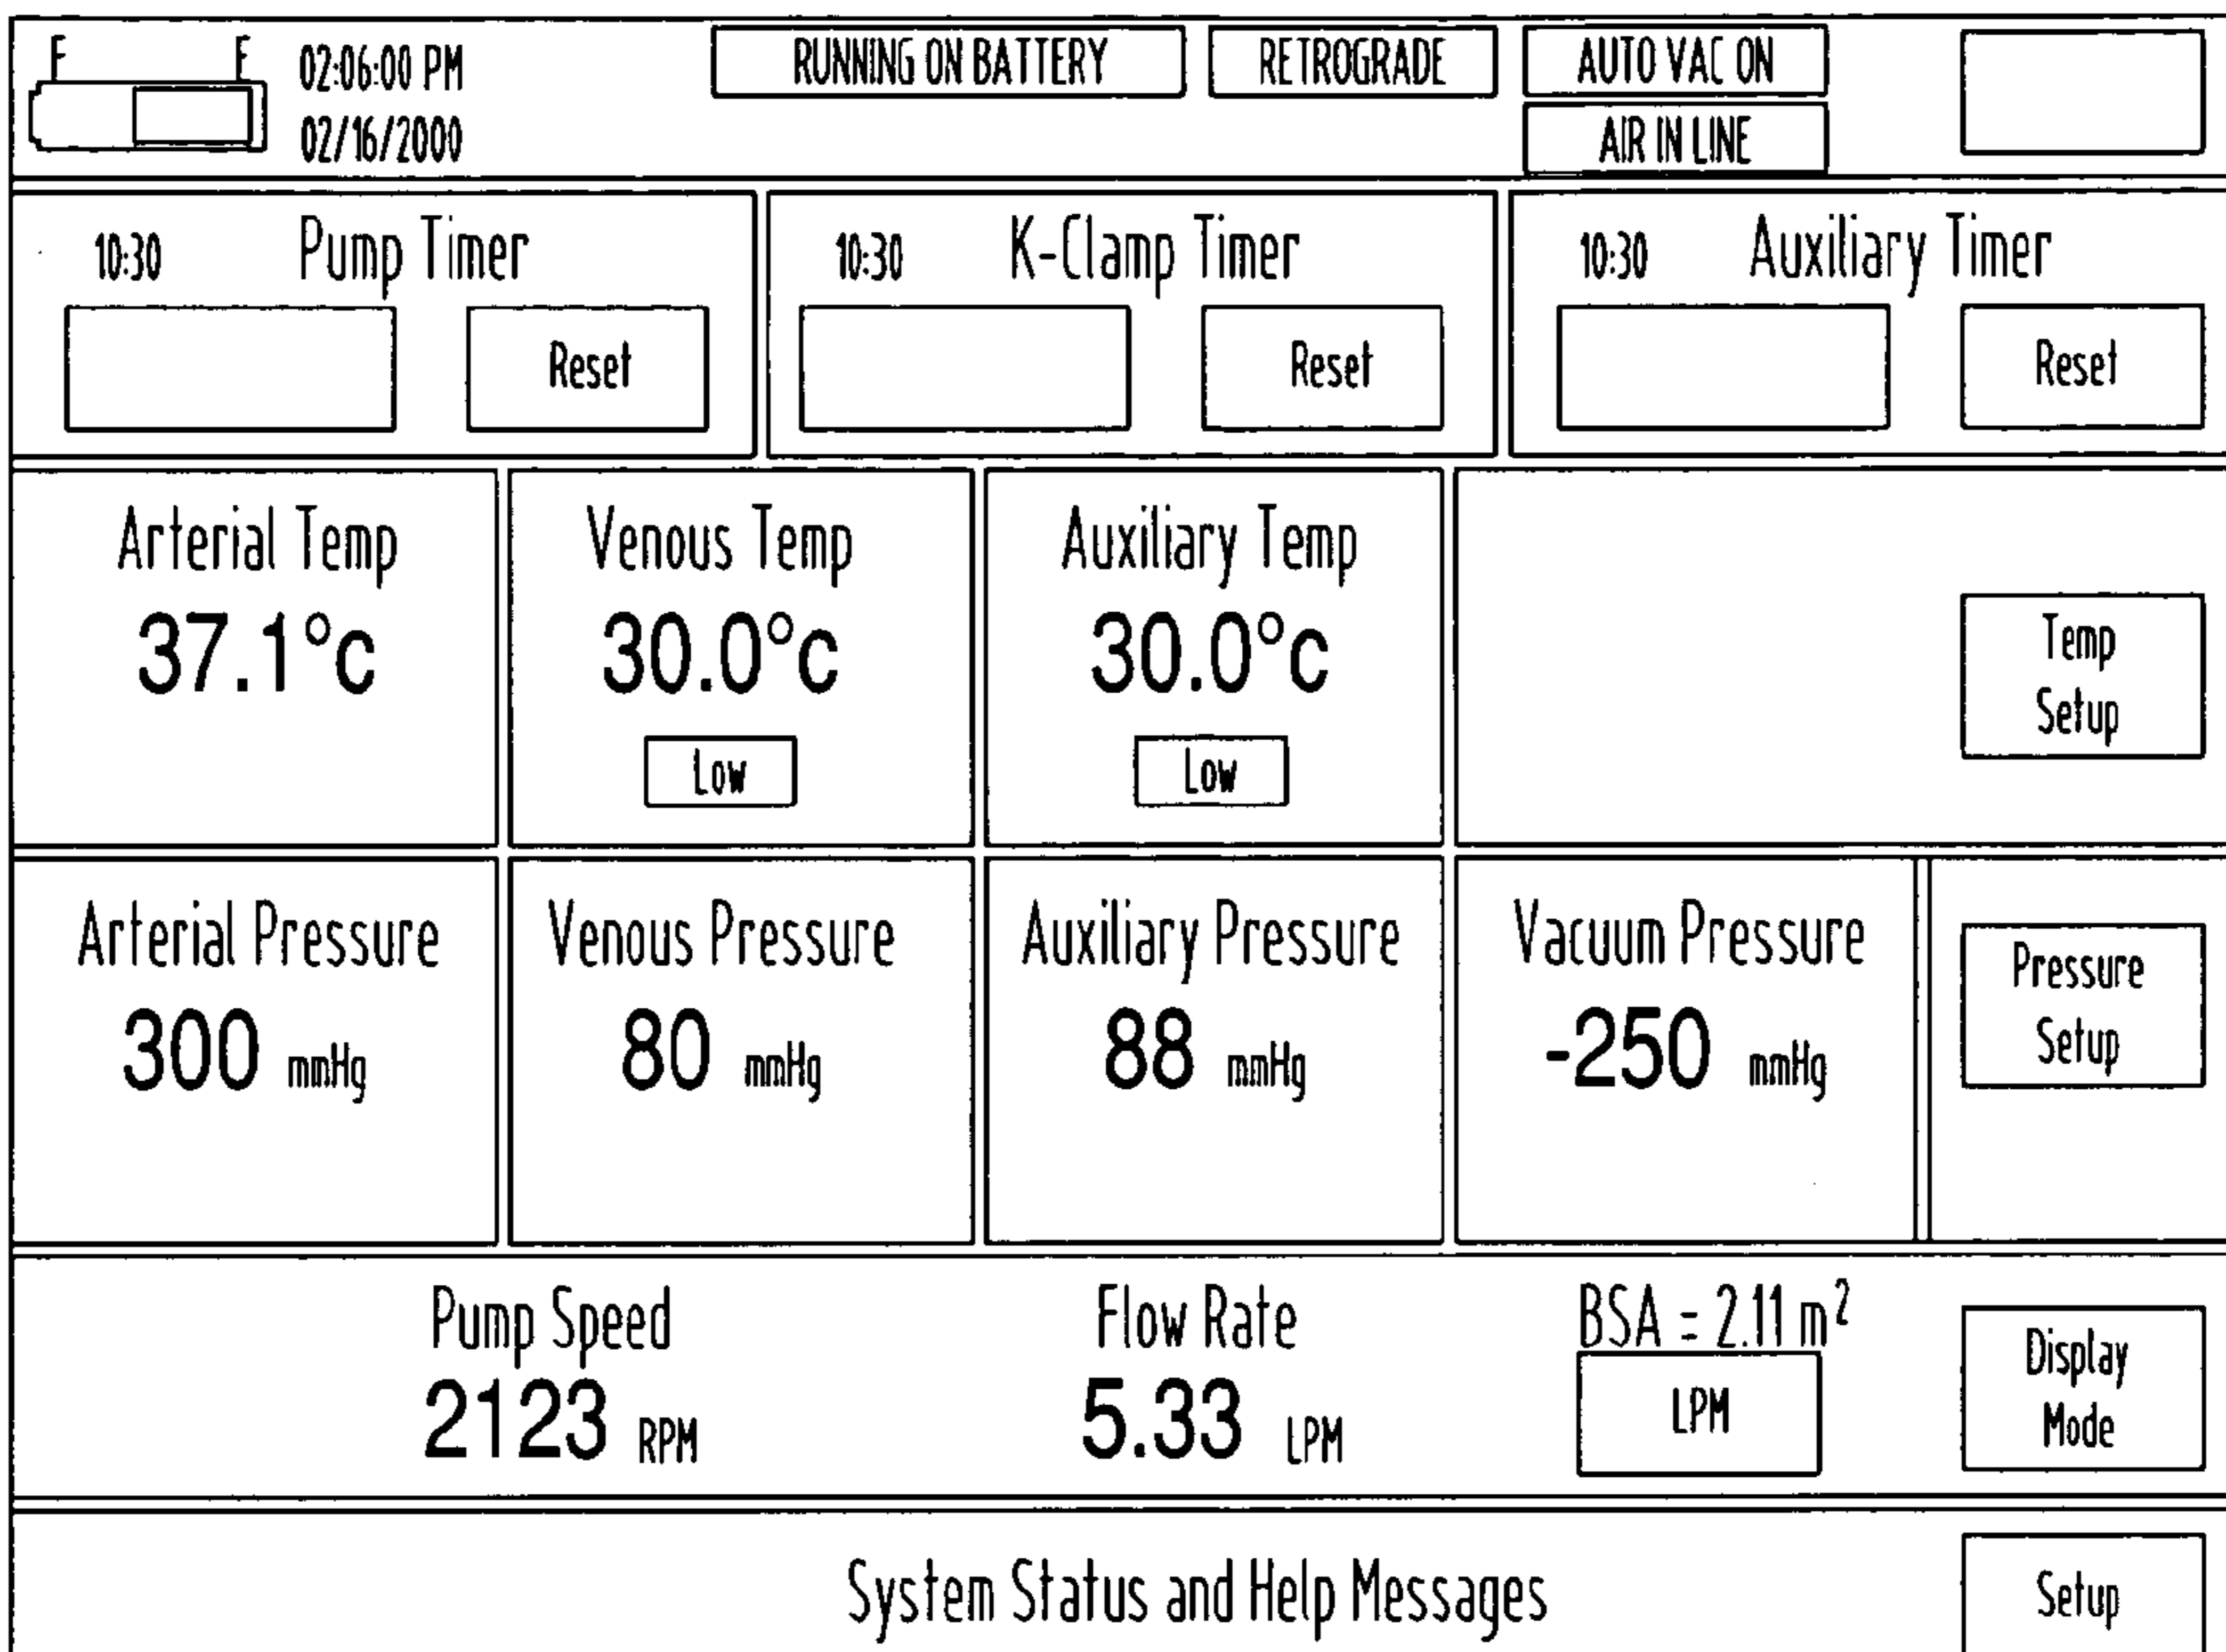 F E
02:06:00 PM
02/16/2000
RUNNING ON BATTERY
RETROGRADE
AUTO VAC ON
AIR IN LINE
10:30 Pump Timer
Reset
10:30 K-Clamp Timer
Reset
10:30 Auxiliary Timer
Reset
Arterial Temp
37.1°c
Venous Temp
30.0°c
Low
Auxiliary Temp
30.0°c
Low
Temp
Setup
Arterial Pressure
300 mmHg
Venous Pressure
80 mmHg
Auxiliary Pressure
88 mmHg
Vacuum Pressure
-250 mmHg
Pressure
Setup
Pump Speed
2123 RPM
Flow Rate
5.33 LPM
BSA = 2.11 m²
LPM
Display
Mode
System Status and Help Messages
Setup